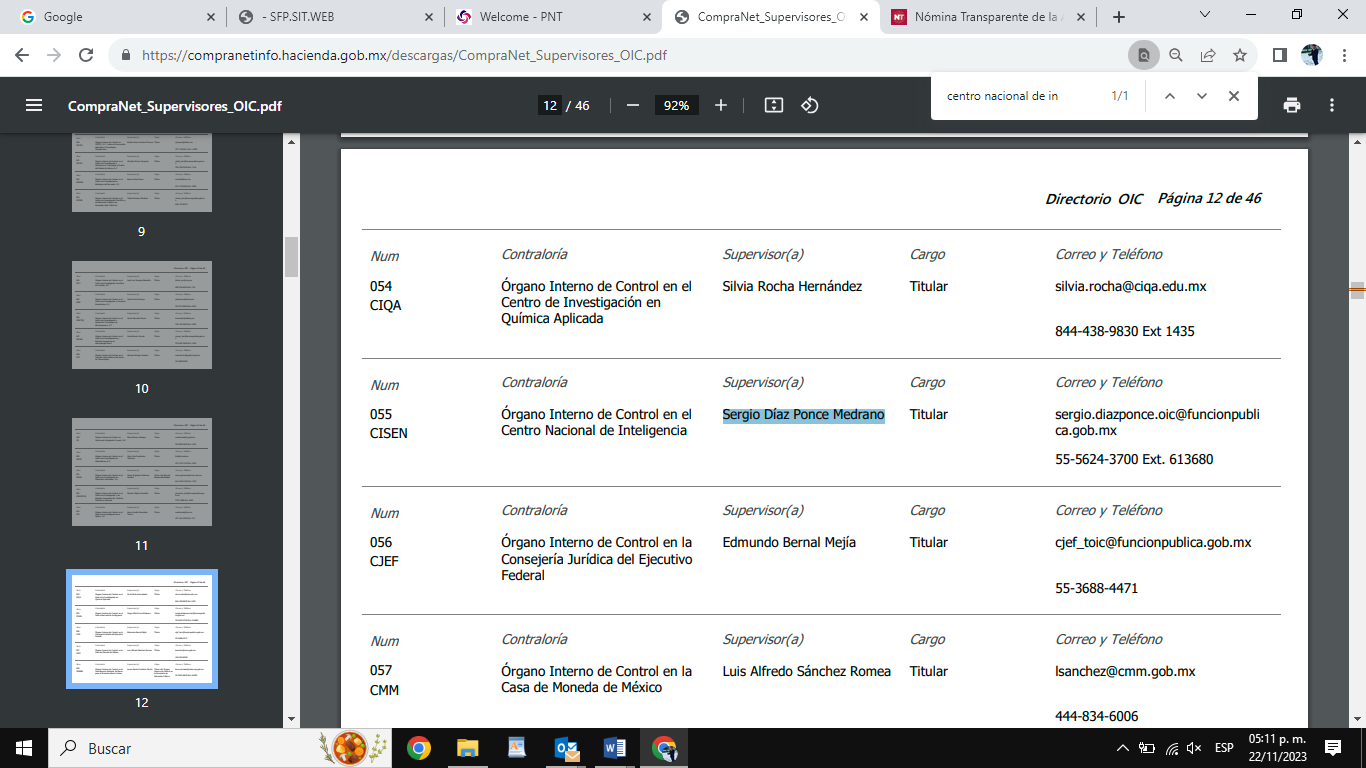 Google
- SFP.SIT.WEB
Welcome - PNT
CompraNet_Supervisores_O
NT
Nómina Transparente de la
https://compranetinfo.hacienda.gob.mx/descargas/CompraNet_Supervisores_OIC.pdf
centro nacional de in 1/1
CompraNet_Supervisores_OIC.pdf
12 / 46
92%
9
10
11
12
Directorio OIC Página 12 de 46
Num Contraloría Supervisor(a) Cargo Correo y Teléfono
054 Órgano Interno de Control en el Silvia Rocha Hernández Titular silvia.rocha@ciqa.edu.mx
CIQA Centro de Investigación en
Química Aplicada
844-438-9830 Ext 1435
Num Contraloría Supervisor(a) Cargo Correo y Teléfono
055 Órgano Interno de Control en el Sergio Díaz Ponce Medrano Titular sergio.diazponce.oic@funcionpubli
CISEN Centro Nacional de Inteligencia ca.gob.mx
55-5624-3700 Ext. 613680
Num Contraloría Supervisor(a) Cargo Correo y Teléfono
056 Órgano Interno de Control en la Edmundo Bernal Mejía Titular cjef_toic@funcionpublica.gob.mx
CJEF Consejería Jurídica del Ejecutivo
Federal
55-3688-4471
Num Contraloría Supervisor(a) Cargo Correo y Teléfono
057 Órgano Interno de Control en la Luis Alfredo Sánchez Romea Titular lsanchez@cmm.gob.mx
CMM Casa de Moneda de México
444-834-6006
Buscar
ESP
05:11 p. m.
22/11/2023